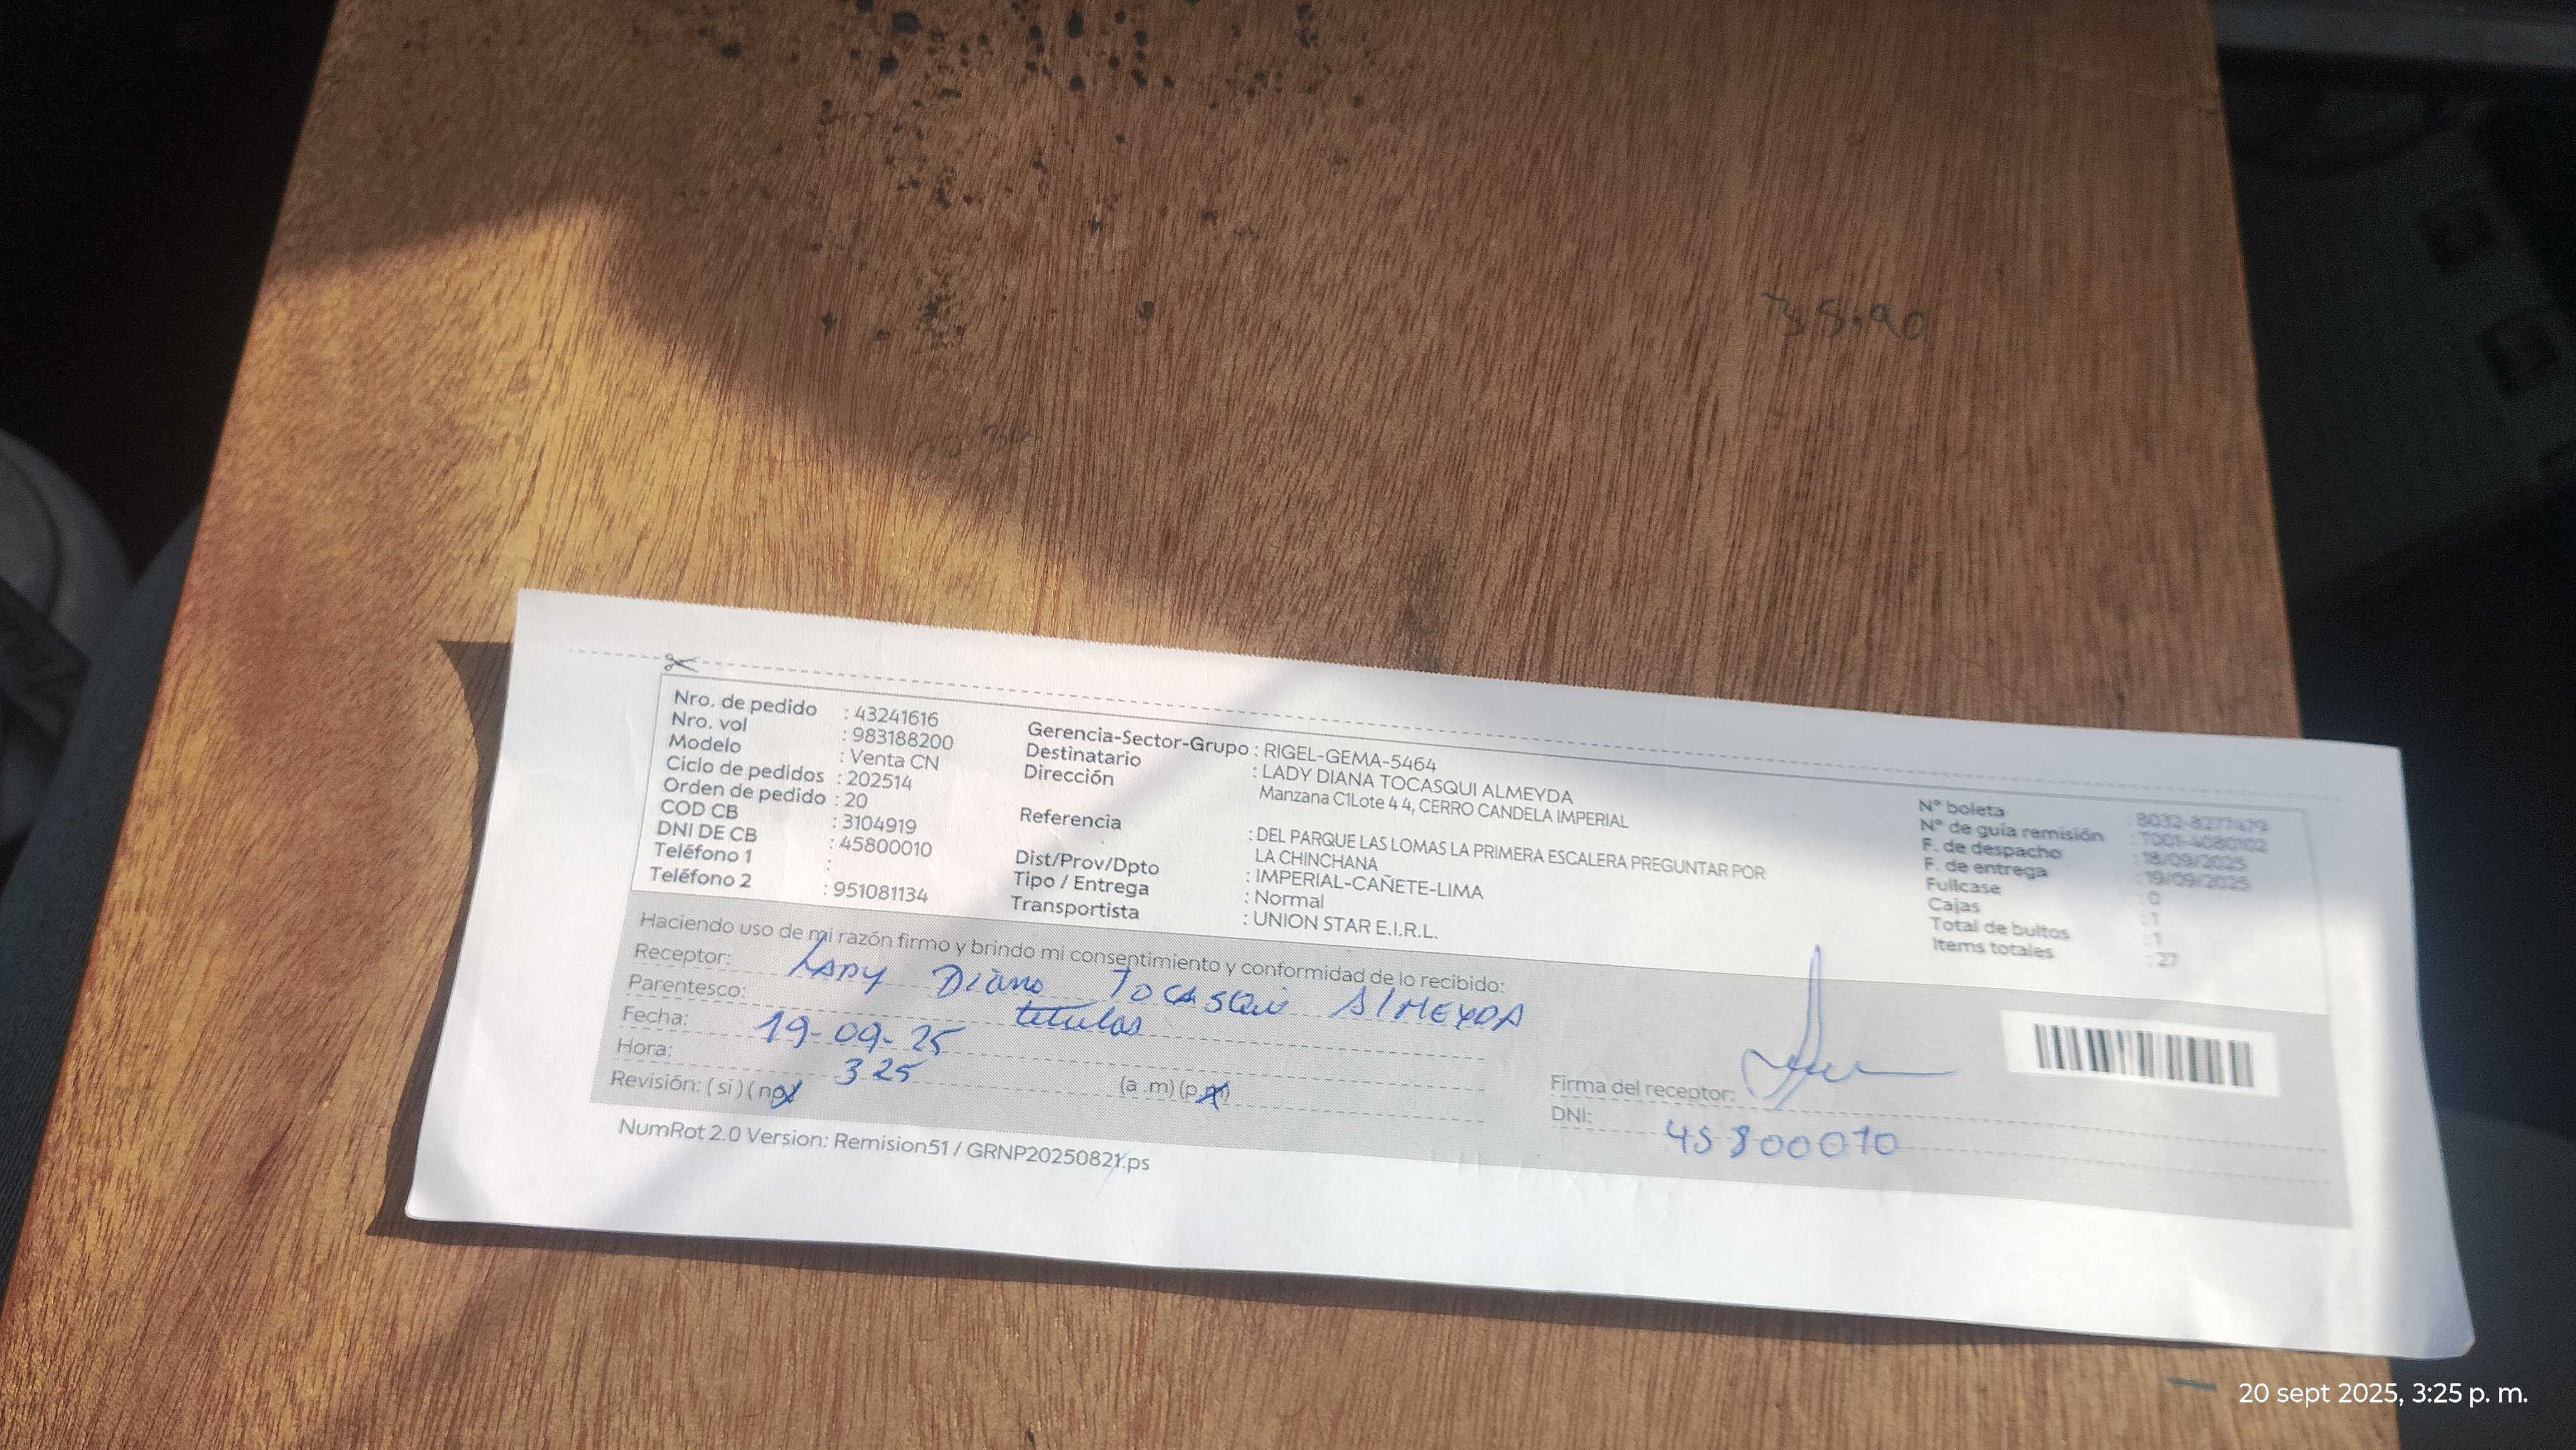 35.90
Nro. de pedido : 43241616
Nro. vol : 983188200
Modelo : Venta CN
Ciclo de pedidos : 202514
Orden de pedido : 20
COD CB : 3104919
DNI DE CB : 45800010
Teléfono 1 :
Teléfono 2 : 951081134
Gerencia-Sector-Grupo : RIGEL-GEMA-5464
Destinatario : LADY DIANA TOCASQUI ALMEYDA
Dirección Manzana C1Lote 4 4, CERRO CANDELA IMPERIAL
Referencia : DEL PARQUE LAS LOMAS LA PRIMERA ESCALERA PREGUNTAR POR
LA CHINCHANA
Dist/Prov/Dpto : IMPERIAL-CAÑETE-LIMA
Tipo / Entrega : Normal
Transportista : UNION STAR E.I.R.L.
N° boleta : B032-8277479
N° de guía remisión : T001-4080102
F. de despacho : 18/09/2025
F. de entrega : 19/09/2025
Fullcase : 0
Cajas : 1
Total de bultos : 1
Items totales : 27
Haciendo uso de mi razón firmo y brindo mi consentimiento y conformidad de lo recibido:
Receptor: LADY Diana TOCASQui AlMEYDA
Parentesco: titular
Fecha: 19-09-25
Hora: 3 25 (a .m) (p.m)
Revisión: ( si ) ( no)
Firma del receptor:
DNI: 45800010
NumRot 2.0 Version: Remision51 / GRNP20250821.ps
20 sept 2025, 3:25 p. m.